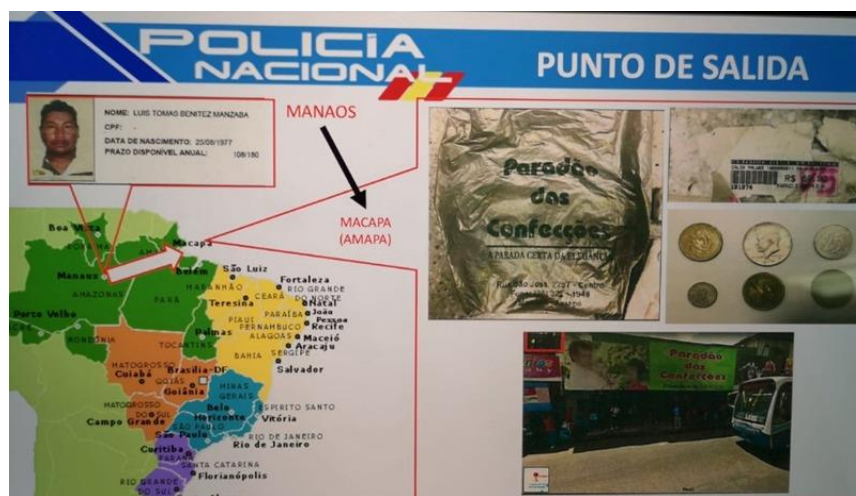 POLICÍA
NACIONAL
PUNTO DE SALIDA
NOME: LUIS TOMAS BENITEZ MANZABA
CPF: -
DATA DE NASCIMENTO: 25/08/1977
PRAZO DISPONÍVEL ANUAL: 108/180
MANAOS
MACAPA
(AMAPA)
Paradão
das
Confecções
A PARADA CERTA DA ELEGÂNCIA
R$
181074
Boa Vista
Macapá
Manaus
Belém
São Luiz
Fortaleza
AMAZONAS
PARÁ
MARANHÃO
CEARÁ
RIO GRANDE
DO NORTE
Teresina
Natal
Porto Velho
PIAUI
PARAÍBA
João
Pessoa
PERNAMBUCO
Recife
RONDÔNIA
Palmas
ALAGOAS
Maceió
TOCANTINS
SERGIPE
Aracaju
MATOGROSSO
BAHIA
Salvador
Cuiabá
Brasília-DF
GOIÁS
Goiânia
MINAS
GERAIS
MATOGROSSO
DO SUL
Belo
Horizonte
ESPIRITO SANTO
Campo Grande
SÃO PAULO
Vitória
São Paulo
RIO DE JANEIRO
Rio de Janeiro
Curitiba
PARANÁ
SANTA CATARINA
Florianópolis
RIO GRANDE
DO SUL
Paradão das
Confecções